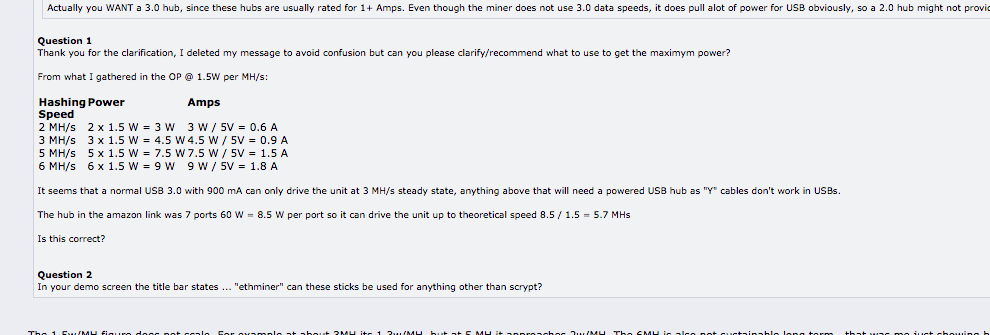 Actually you WANT a 3.0 hub, since these hubs are usually rated for 1+ Amps. Even though the miner does not use 3.0 data speeds, it does pull alot of power for USB obviously, so a 2.0 hub might not
Question 1
Thank you for the clarification, I deleted my message to avoid confusion but can you please clarify/recommend what to use to get the maximym power?
From what I gathered in the OP @ 1.5W per MH/s:
Hashing Power Amps
Speed
2 MH/s 2 x 1.5 W = 3 W 3 W / 5V = 0.6 A
3 MH/s 3 x 1.5 W = 4.5 W 4.5 W / 5V = 0.9 A
5 MH/s 5 x 1.5 W = 7.5 W 7.5 W / 5V = 1.5 A
6 MH/s 6 x 1.5 W = 9 W 9 W / 5V = 1.8 A
It seems that a normal USB 3.0 with 900 mA can only drive the unit at 3 MH/s steady state, anything above that will need a powered USB hub as "Y" cables don't work in USBs.
The hub in the amazon link was 7 ports 60 W = 8.5 W per port so it can drive the unit up to theoretical speed 8.5 / 1.5 = 5.7 MHs
Is this correct?
Question 2
In your demo screen the title bar states ... "ethminer" can these sticks be used for anything other than scrypt?